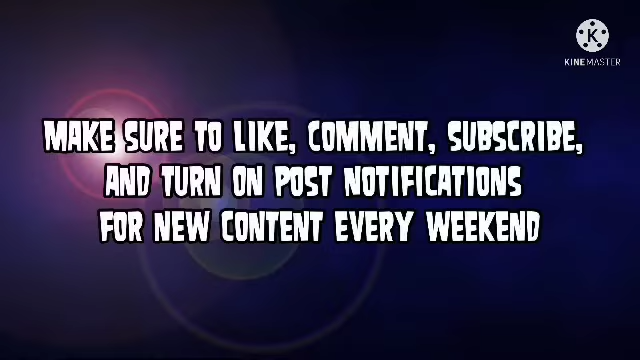 K
KINEMASTER
MAKE SURE TO LIKE, COMMENT, SUBSCRIBE,
AND TURN ON POST NOTIFICATIONS
FOR NEW CONTENT EVERY WEEKEND